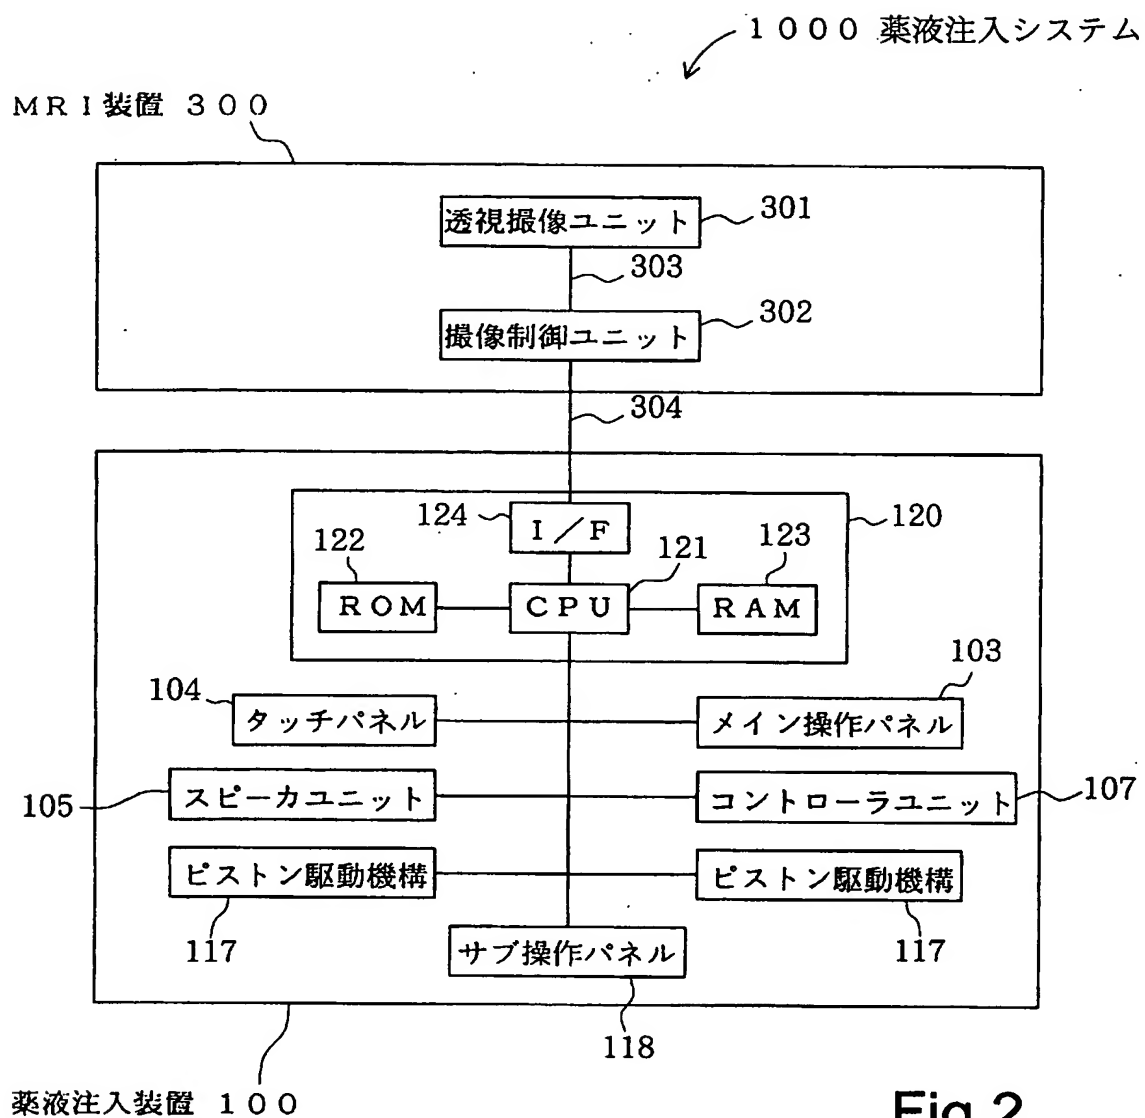 1000 薬液注入システム
MRI装置 300
透視撮像ユニット 301
303
撮像制御ユニット 302
304
124 I/F 120
122 121 123
ROM CPU RAM
104 タッチパネル メイン操作パネル 103
105 スピーカユニット コントローラユニット 107
ピストン駆動機構 ピストン駆動機構
117 サブ操作パネル 117
118
薬液注入装置 100
Fig.2